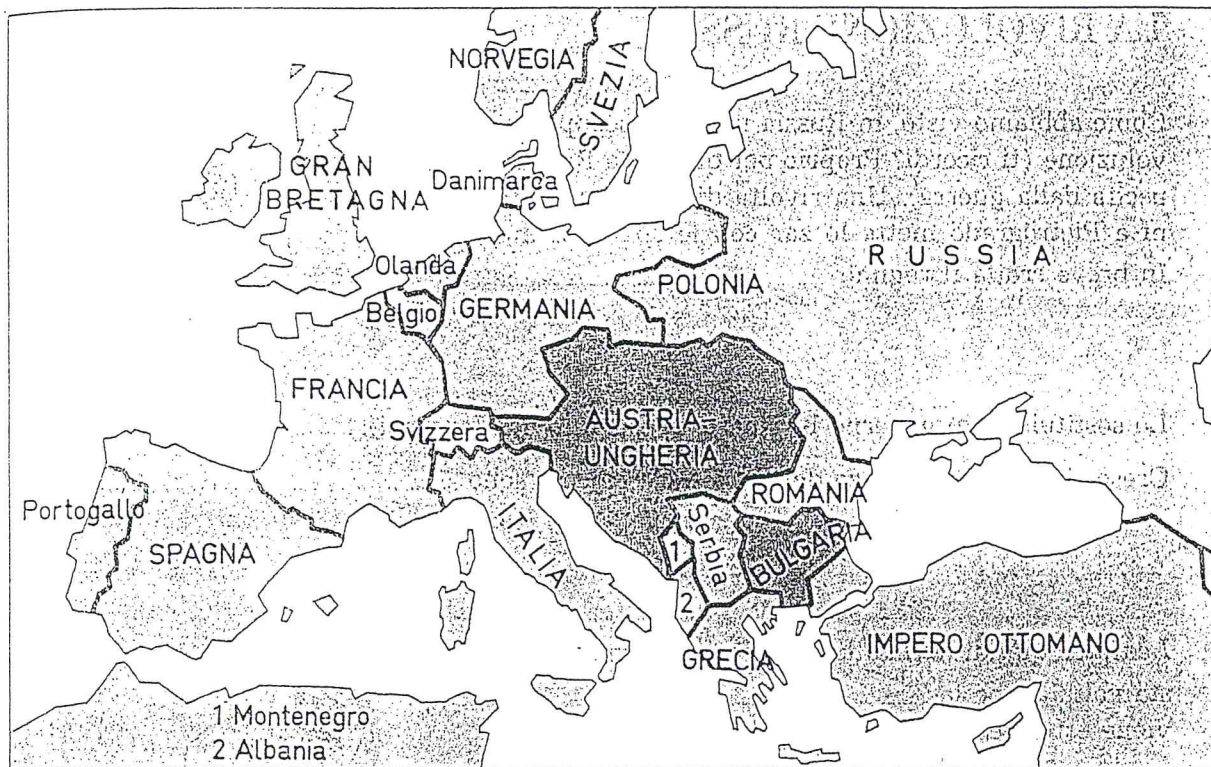 NORVEGIA
SVEZIA
GRAN
BRETAGNA
Danimarca
RUSSIA
Olanda
POLONIA
Belgio
GERMANIA
FRANCIA
Svizzera
AUSTRIA-
UNGHERIA
ROMANIA
Portogallo
SPAGNA
ITALIA
Serbia
BULGARIA
1
2
GRECIA
IMPERO OTTOMANO
1 Montenegro
2 Albania